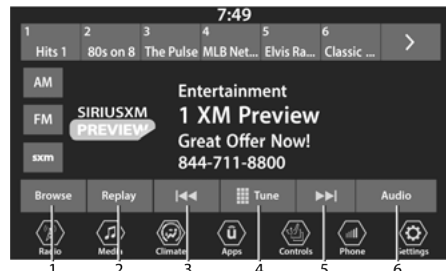 7:49
1 2 3 4 5 6
Hits 1 80s on 8 The Pulse MLB Net... Elvis Ra... Classic ...
AM
FM
sxm
SIRIUSXM
PREVIEW
Entertainment
1 XM Preview
Great Offer Now!
844-711-8800
Browse Replay Tune Audio
Radio Media Climate Apps Controls Phone Settings
1 2 3 4 5 6